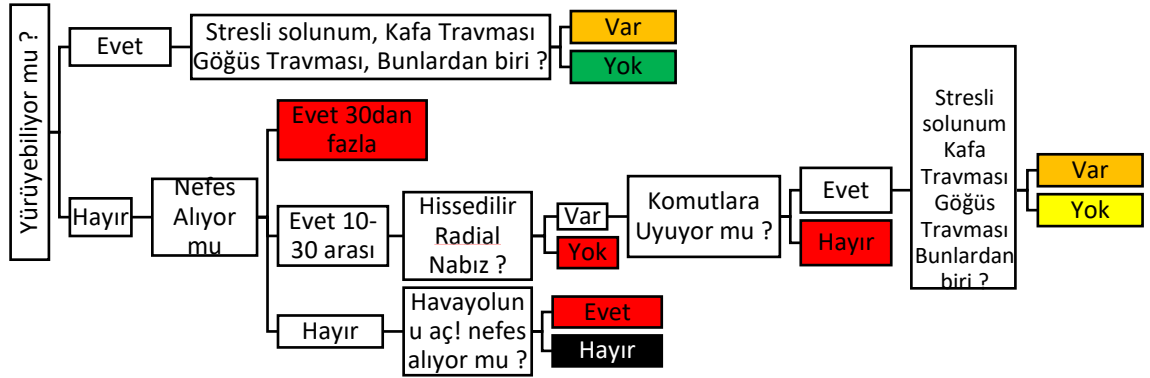 Yürüyebiliyor mu ?
Evet
Stresli solunum, Kafa Travması
Göğüs Travması, Bunlardan biri ?
Var
Yok
Hayır
Nefes
Alıyor
mu
Evet 30dan
fazla
Evet 10-
30 arası
Hissedilir
Radial
Nabız ?
Var
Yok
Komutlara
Uyuyor mu ?
Evet
Hayır
Stresli
solunum
Kafa
Travması
Göğüs
Travması
Bunlardan
biri ?
Var
Yok
Hayır
Havayolun
u aç! nefes
alıyor mu ?
Evet
Hayır